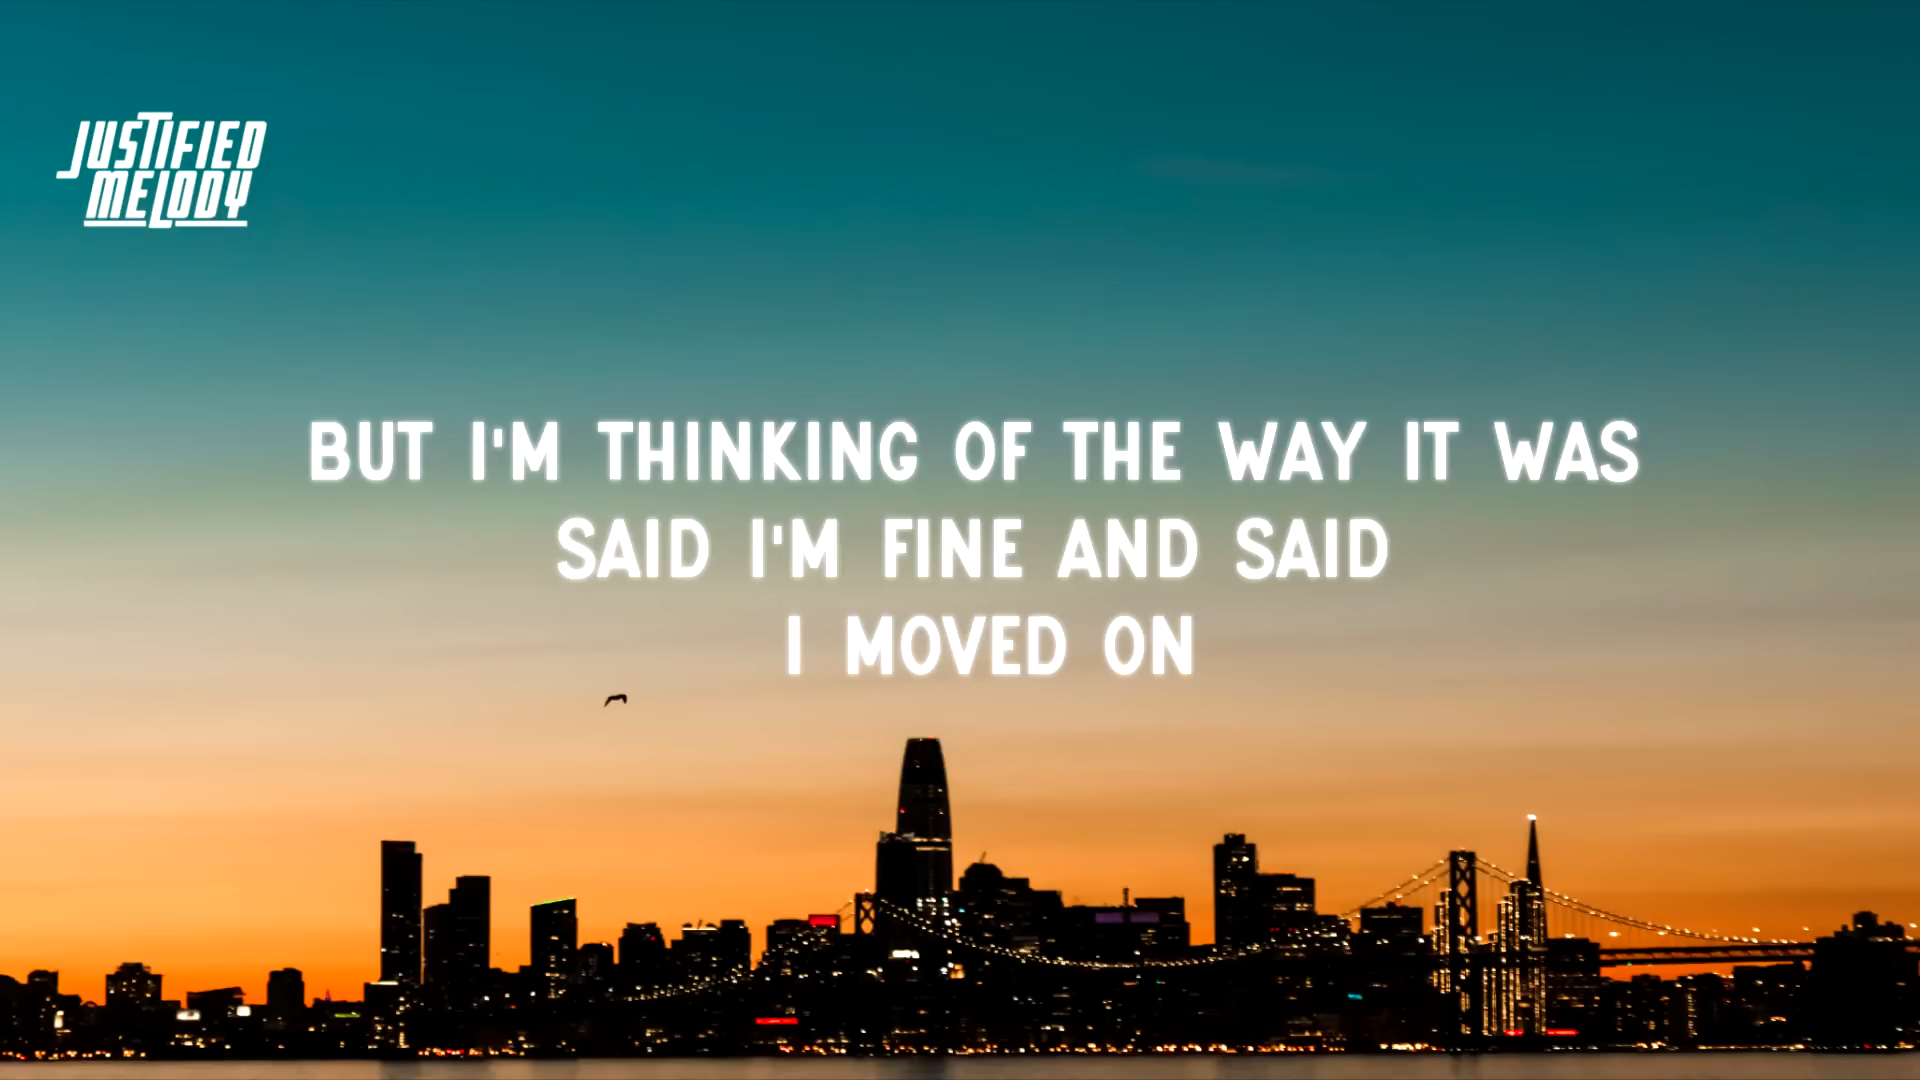 JUSTIFIED
MELODY
BUT I'M THINKING OF THE WAY IT WAS
SAID I'M FINE AND SAID
I MOVED ON